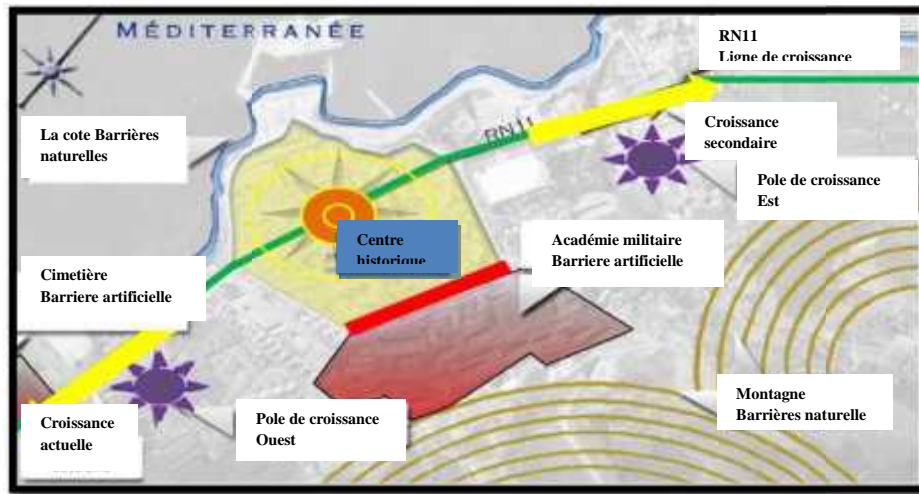 MÉDITERRANÉE
RN11
Ligne de croissance
La cote Barrières
naturelles
RN11
Croissance
secondaire
Pole de croissance
Est
Centre
historique
Académie militaire
Barriere artificielle
Cimetière
Barriere artificielle
Croissance
actuelle
Pole de croissance
Ouest
Montagne
Barrières naturelle